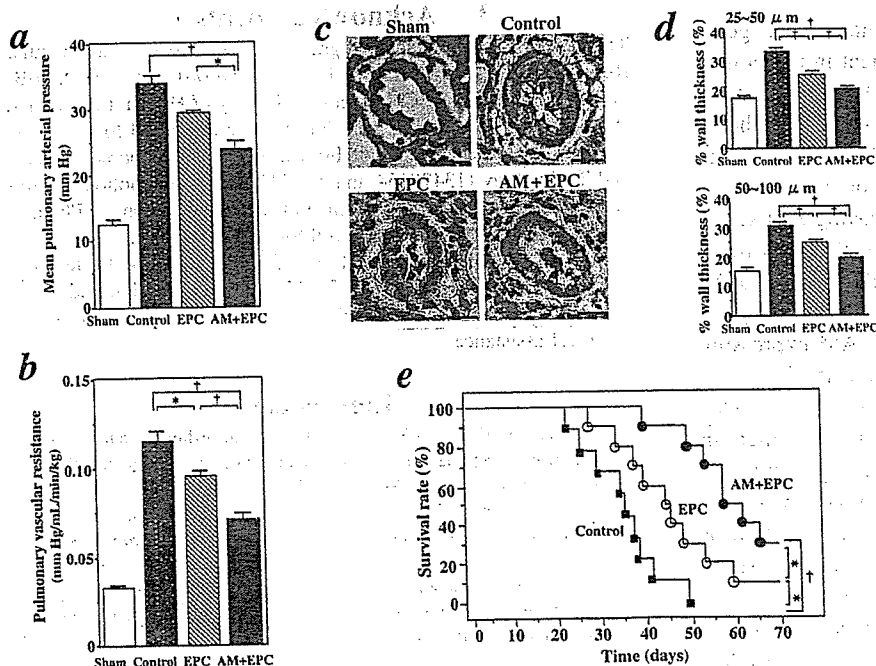 a
Mean pulmonary arterial pressure
(mm Hg)
40
30
20
10
0
†
*
Sham Control EPC AM+EPC
b
Pulmonary vascular resistance
(mm Hg/mL/min/kg)
0.15
0.10
0.05
0
†
* †
Sham Control EPC AM+EPC
c
Sham Control
EPC AM+EPC
d
25~50 μm
% wall thickness (%)
40
30
20
10
0
†
† †
Sham Control EPC AM+EPC
50~100 μm
% wall thickness (%)
40
30
20
10
0
†
† †
Sham Control EPC AM+EPC
e
Survival rate (%)
100
80
60
40
20
0
Control
EPC
AM+EPC
*
*
†
0 10 20 30 40 50 60 70
Time (days)